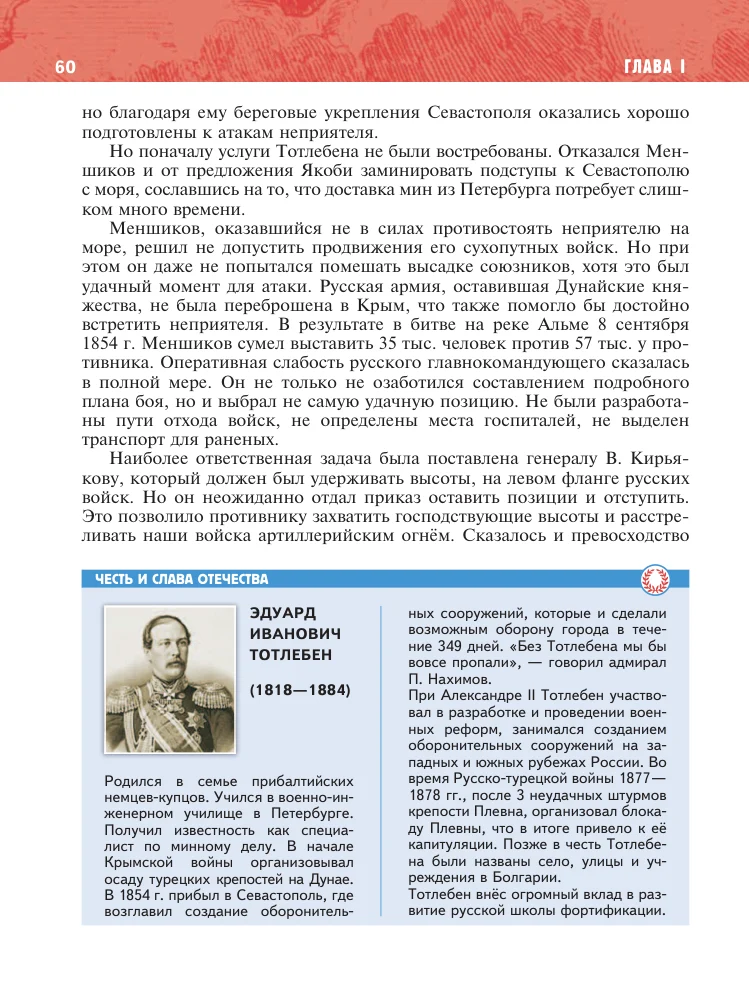 60
ГЛАВА I
но благодаря ему береговые укрепления Севастополя оказались хорошо
подготовлены к атакам неприятеля.
Но поначалу услуги Тотлебена не были востребованы. Отказался Мен-
шиков и от предложения Якоби заминировать подступы к Севастополю
с моря, сославшись на то, что доставка мин из Петербурга потребует слиш-
ком много времени.
Меншиков, оказавшийся не в силах противостоять неприятелю на
море, решил не допустить продвижения его сухопутных войск. Но при
этом он даже не попытался помешать высадке союзников, хотя это был
удачный момент для атаки. Русская армия, оставившая Дунайские кня-
жества, не была переброшена в Крым, что также помогло бы достойно
встретить неприятеля. В результате в битве на реке Альме 8 сентября
1854 г. Меншиков сумел выставить 35 тыс. человек против 57 тыс. у про-
тивника. Оперативная слабость русского главнокомандующего сказалась
в полной мере. Он не только не озаботился составлением подробного
плана боя, но и выбрал не самую удачную позицию. Не были разработа-
ны пути отхода войск, не определены места госпиталей, не выделен
транспорт для раненых.
Наиболее ответственная задача была поставлена генералу В. Кирья-
кову, который должен был удерживать высоты, на левом фланге русских
войск. Но он неожиданно отдал приказ оставить позиции и отступить.
Это позволило противнику захватить господствующие высоты и расстре-
ливать наши войска артиллерийским огнём. Сказалось и превосходство
ЧЕСТЬ И СЛАВА ОТЕЧЕСТВА
ЭДУАРД
ИВАНОВИЧ
ТОТЛЕБЕН
(1818—1884)
Родился в семье прибалтийских
немцев-купцов. Учился в военно-ин-
женерном училище в Петербурге.
Получил известность как специа-
лист по минному делу. В начале
Крымской войны организовывал
осаду турецких крепостей на Дунае.
В 1854 г. прибыл в Севастополь, где
возглавил создание оборонитель-
ных сооружений, которые и сделали
возможным оборону города в тече-
ние 349 дней. «Без Тотлебена мы бы
вовсе пропали», — говорил адмирал
П. Нахимов.
При Александре II Тотлебен участво-
вал в разработке и проведении воен-
ных реформ, занимался созданием
оборонительных сооружений на за-
падных и южных рубежах России. Во
время Русско-турецкой войны 1877—
1878 гг., после 3 неудачных штурмов
крепости Плевна, организовал блока-
ду Плевны, что в итоге привело к её
капитуляции. Позже в честь Тотлебе-
на были названы село, улицы и уч-
реждения в Болгарии.
Тотлебен внёс огромный вклад в раз-
витие русской школы фортификации.